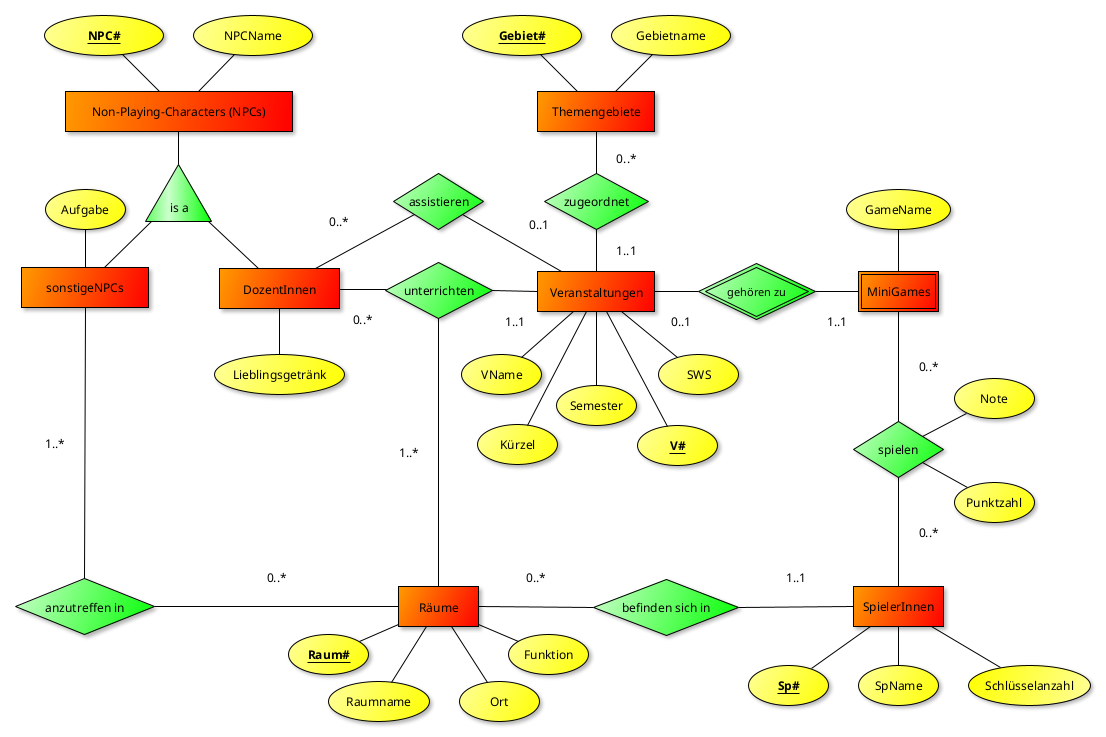 NPC#
NPCName
Gebiet#
Gebietname
Non-Playing-Characters (NPCs)
Themengebiete
0..*
is a
assistieren
zugeordnet
Aufgabe
GameName
0..*
0..1
1..1
sonstigeNPCs
DozentInnen
unterrichten
Veranstaltungen
gehören zu
MiniGames
0..*
1..1
0..1
1..1
Lieblingsgetränk
VName
SWS
0..*
Semester
Note
Kürzel
V#
1..*
1..*
spielen
Punktzahl
0..*
0..*
0..*
1..1
anzutreffen in
Räume
befinden sich in
SpielerInnen
Raum#
Funktion
Raumname
Ort
Sp#
SpName
Schlüsselanzahl